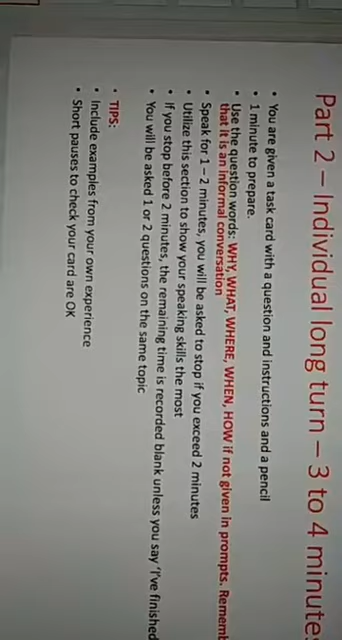 Part 2 – Individual long turn – 3 to 4 minute
• You are given a task card with a question and instructions and a pencil
• 1 minute to prepare.
• Use the question words: WHY, WHAT, WHERE, WHEN, HOW if not given in prompts. Rememb
that it is an informal conversation
• Speak for 1 – 2 minutes, you will be asked to stop if you exceed 2 minutes
• Utilize this section to show your speaking skills the most
• If you stop before 2 minutes, the remaining time is recorded blank unless you say 'I've finished
• You will be asked 1 or 2 questions on the same topic
• TIPS:
• Include examples from your own experience
• Short pauses to check your card are OK